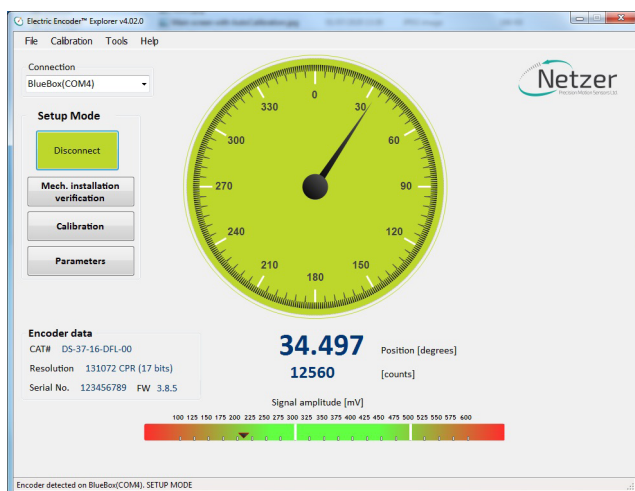 Electric Encoder™ Explorer v4.02.0
File Calibration Tools Help
Connection
BlueBox(COM4)
Netzer
Precision Motion Sensors Ltd.
Setup Mode
Disconnect
Mech. installation
verification
Calibration
Parameters
0
30
60
90
120
150
180
210
240
270
300
330
Encoder data
CAT# DS-37-16-DFL-00
Resolution 131072 CPR (17 bits)
Serial No. 123456789 FW 3.8.5
34.497 Position [degrees]
12560 [counts]
Signal amplitude [mV]
100 125 150 175 200 225 250 275 300 325 350 375 400 425 450 475 500 525 550 575 600
Encoder detected on BlueBox(COM4). SETUP MODE